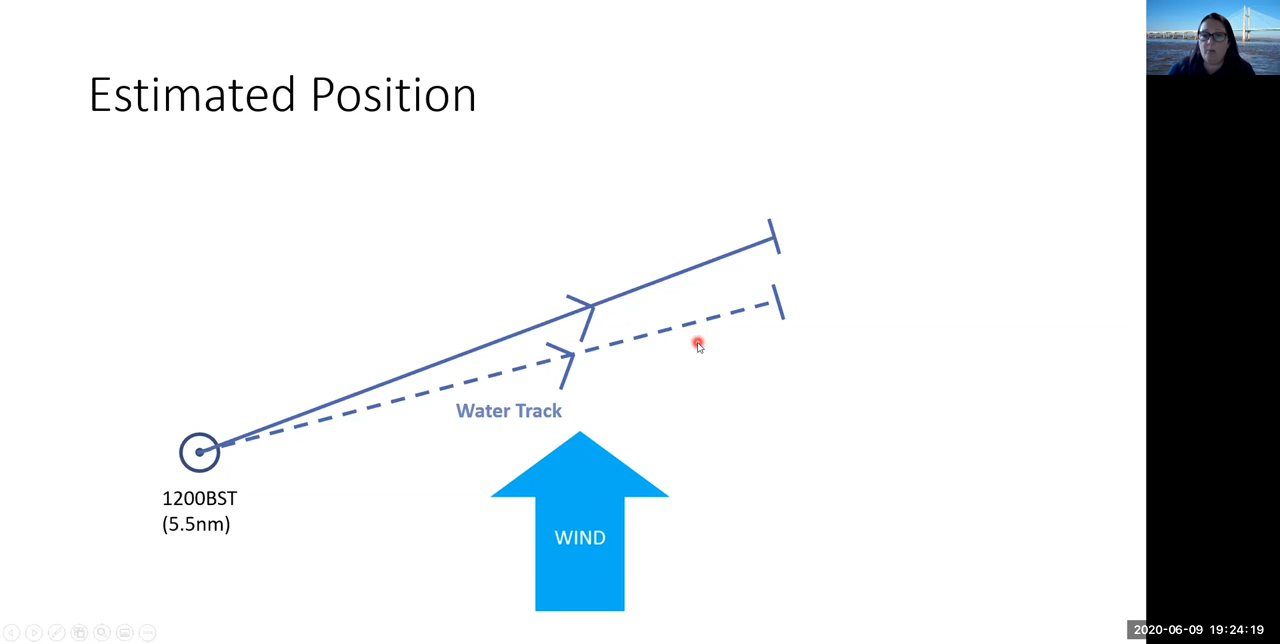 Estimated Position
Water Track
1200BST
(5.5nm)
WIND
2020-06-09 19:24:19